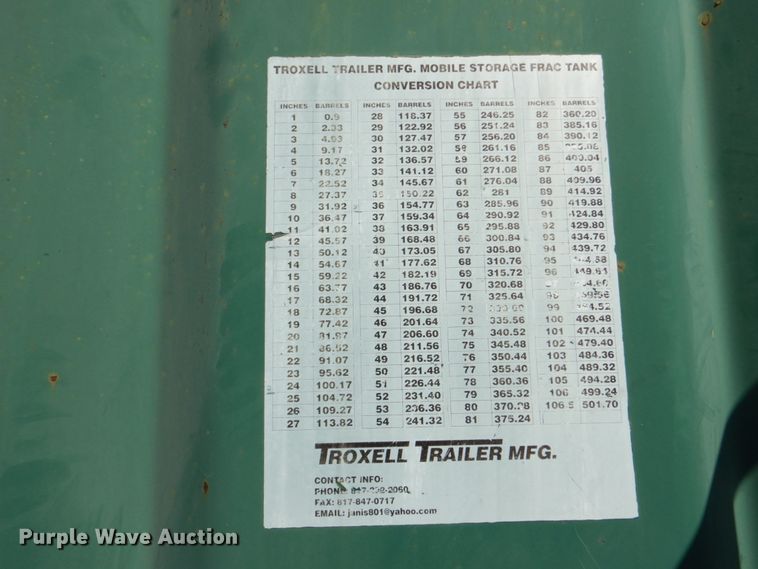 TROXELL TRAILER MFG. MOBILE STORAGE FRAC TANK
CONVERSION CHART
INCHES BARRELS INCHES BARRELS INCHES BARRELS INCHES BARRELS
1 0.9 28 118.37 55 246.25 82 360.20
2 2.33 29 122.92 56 251.24 83 385.16
3 30 127.47 57 256.20 84 390.12
4 9.17 31 132.02 58 261.16 85
5 13.72 32 136.57 59 266.12 86 400.04
6 18.27 33 141.12 60 271.08 87 405
7 22.52 34 145.67 61 276.04 88 409.96
8 27.37 35 150.22 62 281 89 414.92
9 31.92 36 154.77 63 285.96 90 419.88
10 36.47 37 159.34 64 290.92 91 424.84
11 41.02 38 163.91 65 295.88 92 429.80
12 45.57 39 168.48 66 300.84 93 434.76
13 50.12 40 173.05 67 305.80 94 439.72
14 54.67 41 177.62 68 310.76 95
15 59.22 42 182.19 69 315.72 96
16 63.77 43 186.76 70 320.68
17 68.32 44 191.72 71 325.64 98
18 72.87 45 196.68 72 99
19 77.42 46 201.64 73 335.56 100 469.48
20 81.97 47 206.60 74 340.52 101 474.44
21 86.52 48 211.56 75 345.48 102 479.40
22 91.07 49 216.52 76 350.44 103 484.36
23 95.62 50 221.48 77 355.40 104 489.32
24 100.17 51 226.44 78 360.36 105 494.28
25 104.72 52 231.40 79 365.32 106 499.24
26 109.27 53 236.36 80 370.28 106.5 501.70
27 113.82 54 241.32 81 375.24
TROXELL TRAILER MFG.
CONTACT INFO:
PHONE:
FAX: 817-847-0717
EMAIL: janis801@yahoo.com
Purple Wave Auction